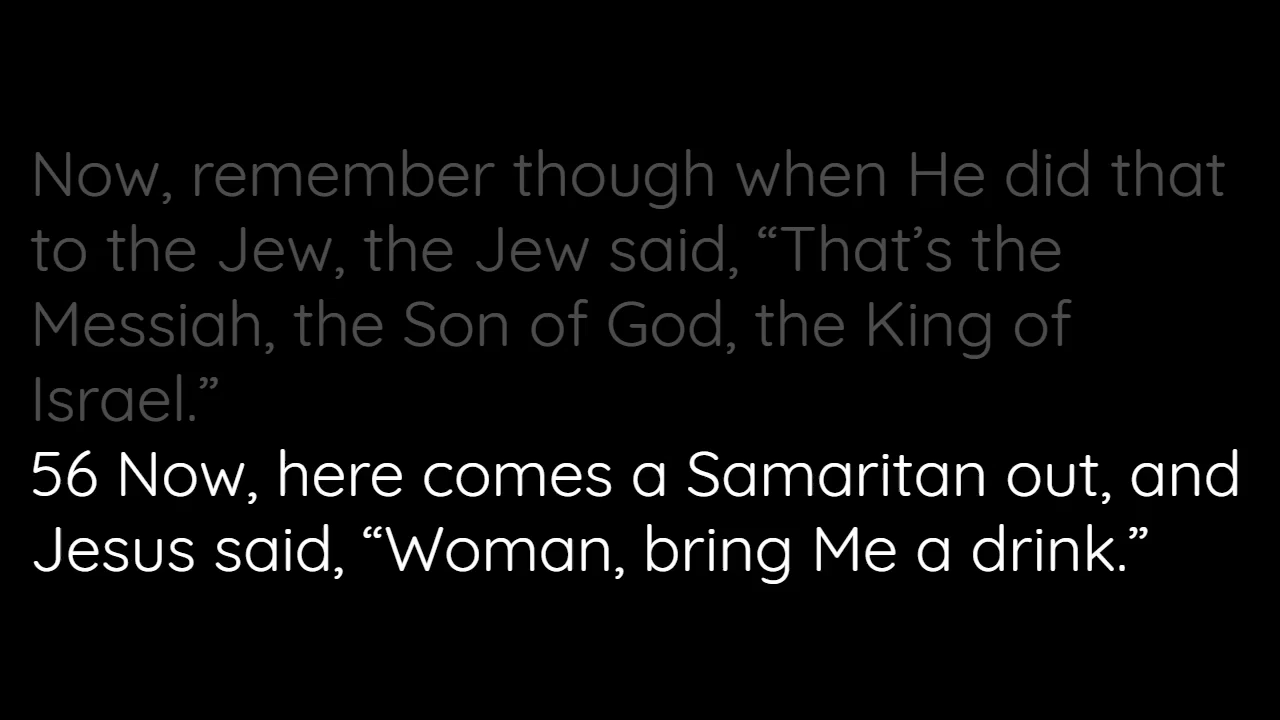 Now, remember though when He did that
to the Jew, the Jew said, “That’s the
Messiah, the Son of God, the King of
Israel.”
56 Now, here comes a Samaritan out, and
Jesus said, “Woman, bring Me a drink.”